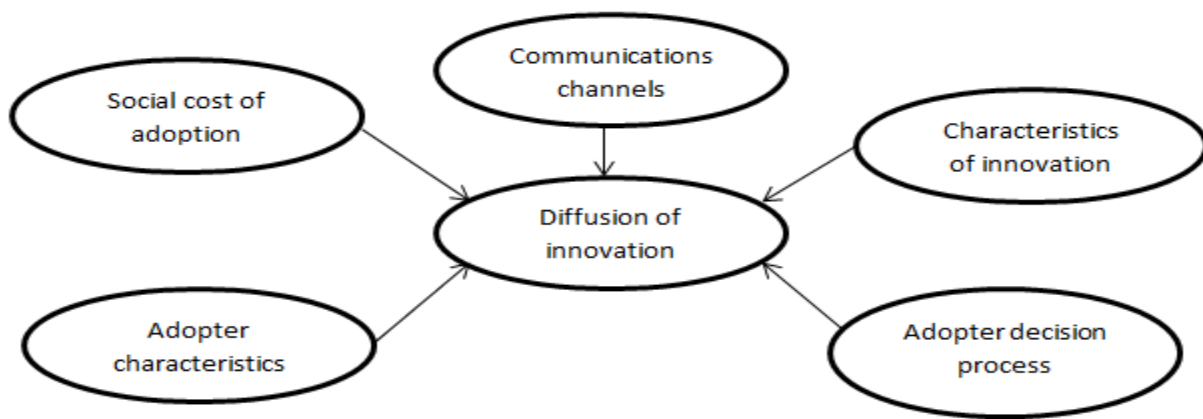 Communications
channels
Social cost of
adoption
Characteristics
of innovation
Diffusion of
innovation
Adopter
characteristics
Adopter decision
process